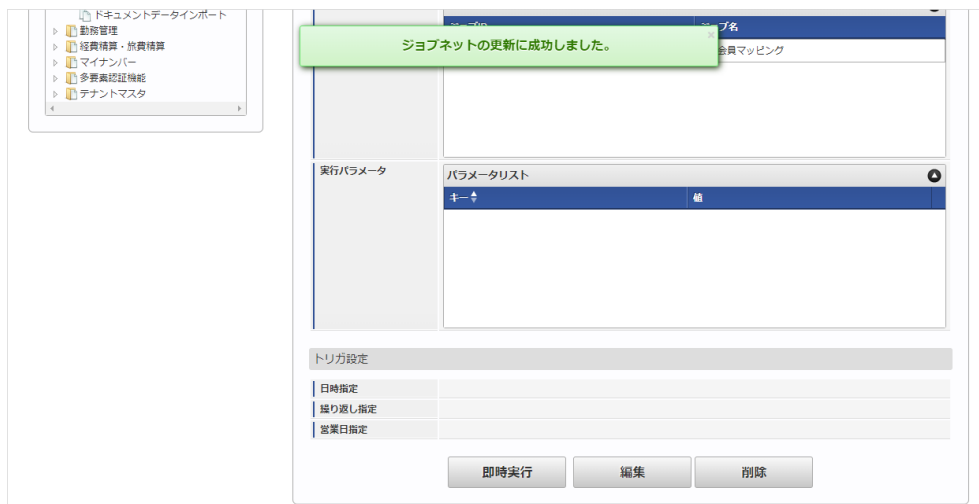 ドキュメントデータインポート
勤務管理
経費精算・旅費精算
マイナンバー
多要素認証機能
テナントマスタ
ジョブネットの更新に成功しました。
×
会員マッピング
実行パラメータ
パラメータリスト
キー 値
トリガ設定
日時指定
繰り返し指定
営業日指定
即時実行 編集 削除